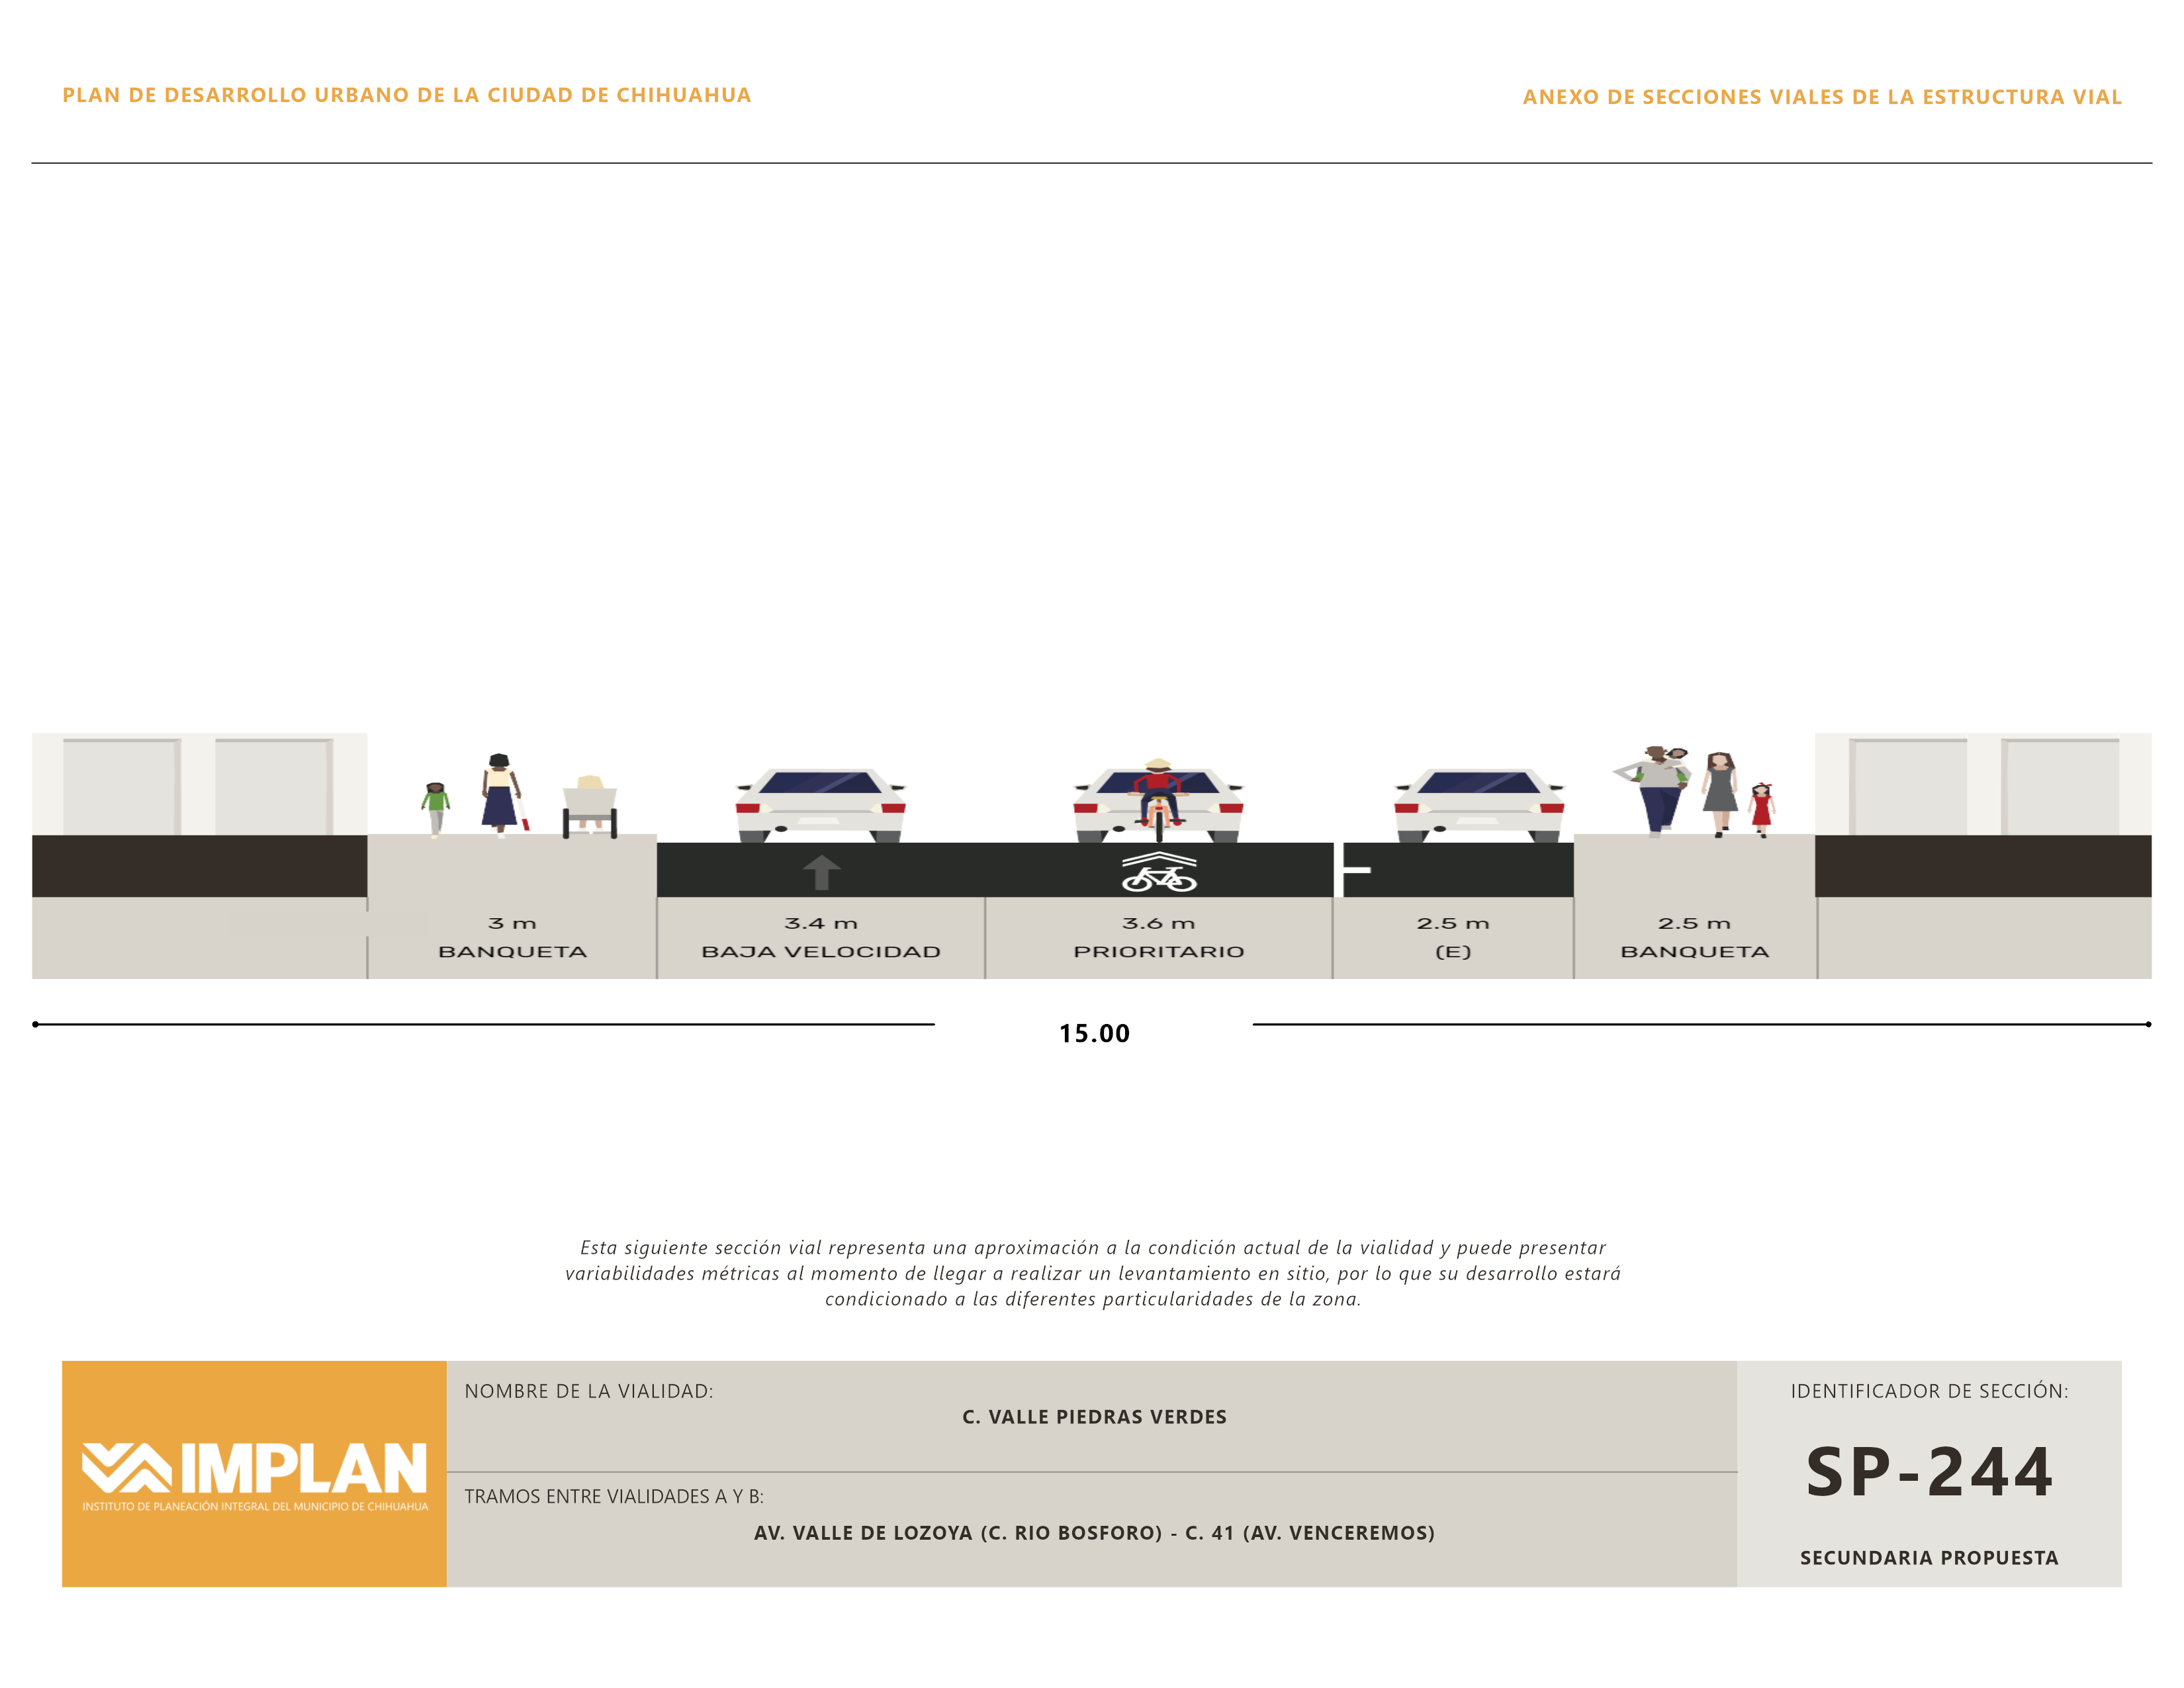 PLAN DE DESARROLLO URBANO DE LA CIUDAD DE CHIHUAHUA
ANEXO DE SECCIONES VIALES DE LA ESTRUCTURA VIAL
3 m
BANQUETA
3.4 m
BAJA VELOCIDAD
3.6 m
PRIORITARIO
2.5 m
(E)
2.5 m
BANQUETA
15.00
Esta siguiente sección vial representa una aproximación a la condición actual de la vialidad y puede presentar
variabilidades métricas al momento de llegar a realizar un levantamiento en sitio, por lo que su desarrollo estará
condicionado a las diferentes particularidades de la zona.
IMPLAN
INSTITUTO DE PLANEACIÓN INTEGRAL DEL MUNICIPIO DE CHIHUAHUA
NOMBRE DE LA VIALIDAD:
C. VALLE PIEDRAS VERDES
TRAMOS ENTRE VIALIDADES A Y B:
AV. VALLE DE LOZOYA (C. RIO BOSFORO) - C. 41 (AV. VENCEREMOS)
IDENTIFICADOR DE SECCIÓN:
SP-244
SECUNDARIA PROPUESTA